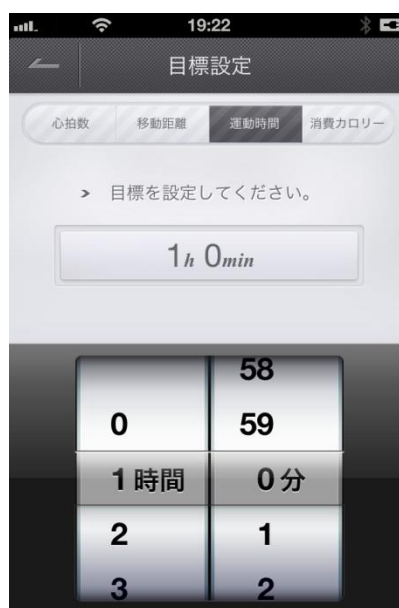 19:22
目標設定
心拍数 移動距離 運動時間 消費カロリー
> 目標を設定してください。
1h 0min
58
0 59
1時間 0分
2 1
3 2